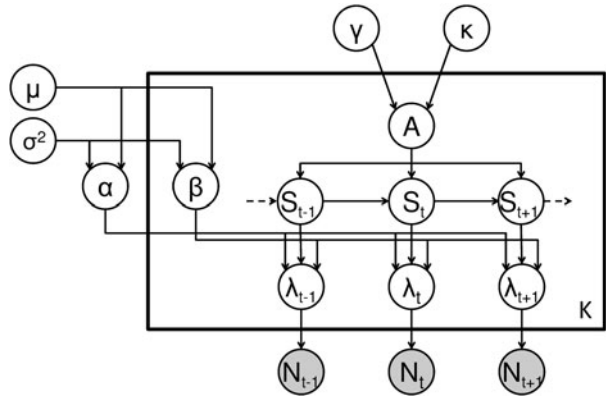 γ κ
μ
A
σ²
α β
S_{t-1} S_t S_{t+1}
λ_{t-1} λ_t λ_{t+1}
K
N_{t-1} N_t N_{t+1}